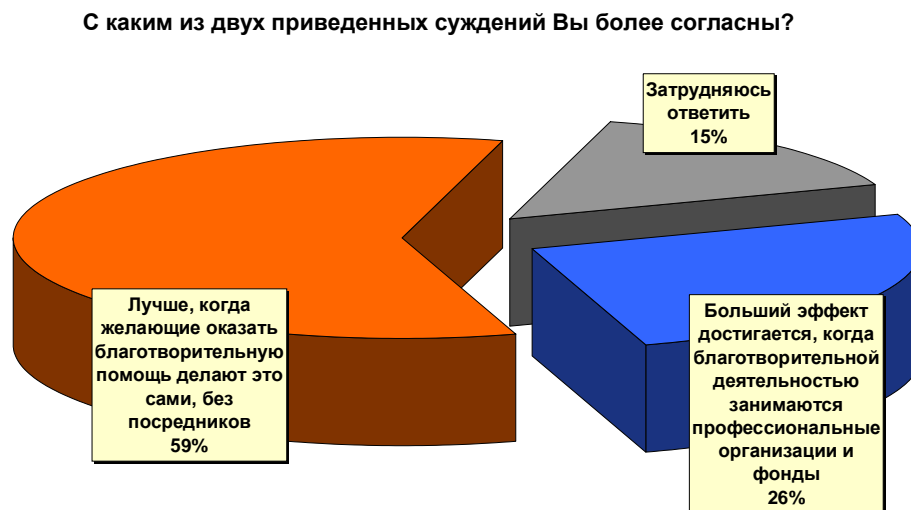 С каким из двух приведенных суждений Вы более согласны?
Затрудняюсь
ответить
15%
Лучше, когда
желающие оказать
благотворительную
помощь делают это
сами, без
посредников
59%
Больший эффект
достигается, когда
благотворительной
деятельностью
занимаются
профессиональные
организации и
фонды
26%